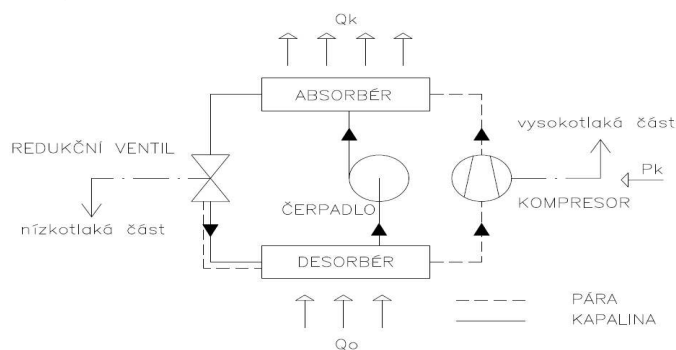 Qk
ABSORBÉR
vysokotlaká část
REDUKČNÍ VENTIL
Pk
ČERPADLO
KOMPRESOR
nízkotlaká část
DESORBÉR
PÁRA
KAPALINA
Qo